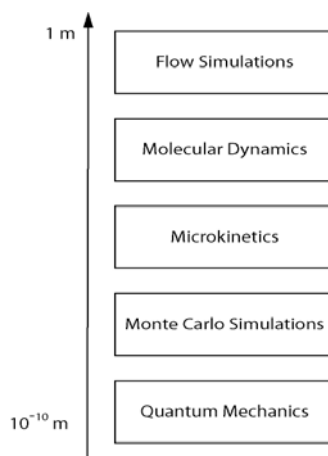 1 m
Flow Simulations
Molecular Dynamics
Microkinetics
Monte Carlo Simulations
Quantum Mechanics
10⁻¹⁰ m